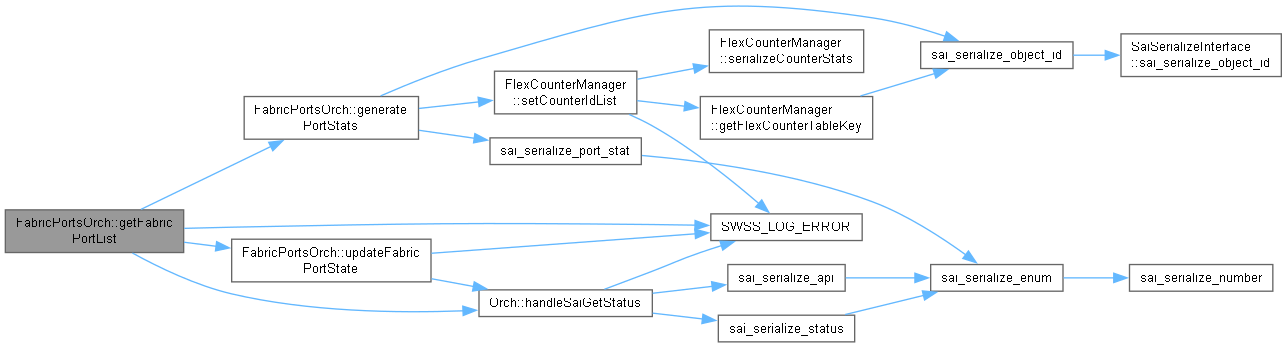 FabricPortsOrch::getFabric
PortList
FabricPortsOrch::generate
PortStats
FabricPortsOrch::updateFabric
PortState
FlexCounterManager
::setCounterIdList
sai_serialize_port_stat
Orch::handleSaiGetStatus
FlexCounterManager
::serializeCounterStats
FlexCounterManager
::getFlexCounterTableKey
SWSS_LOG_ERROR
sai_serialize_api
sai_serialize_status
sai_serialize_object_id
sai_serialize_enum
SaiSerializeInterface
::sai_serialize_object_id
sai_serialize_number